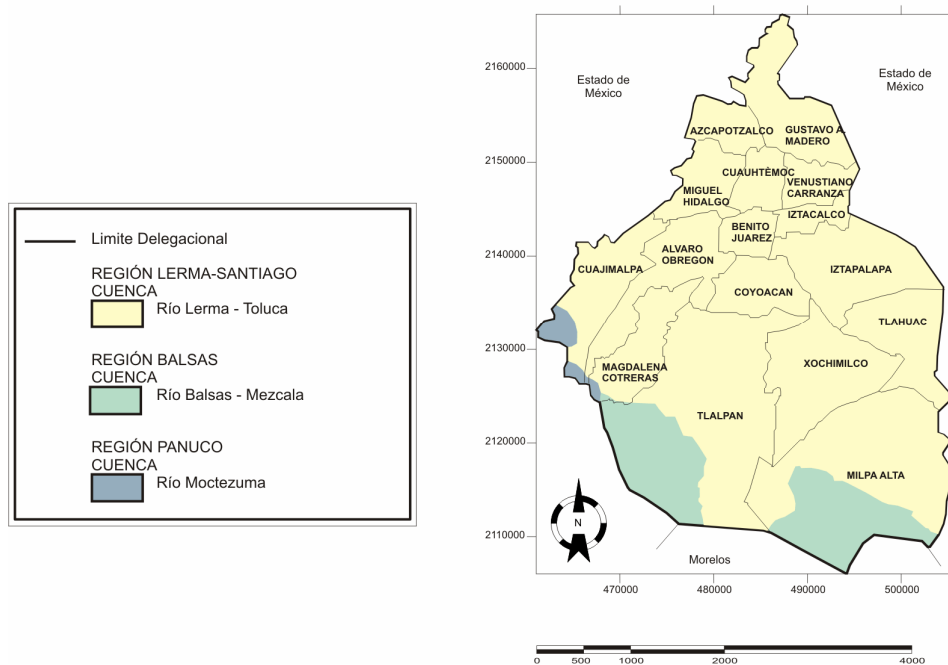 Limite Delegacional
REGIÓN LERMA-SANTIAGO
CUENCA
Río Lerma - Toluca
REGIÓN BALSAS
CUENCA
Río Balsas - Mezcala
REGIÓN PANUCO
CUENCA
Río Moctezuma
2160000
2150000
2140000
2130000
2120000
2110000
Estado de
México
Estado de
México
AZCAPOTZALCO
GUSTAVO A.
MADERO
CUAUHTÈMOC
VENUSTIANO
CARRANZA
MIGUEL
HIDALGO
IZTACALCO
BENITO
JUAREZ
ALVARO
OBREGON
CUAJIMALPA
IZTAPALAPA
COYOACAN
TLAHUAC
XOCHIMILCO
MAGDALENA
COTRERAS
TLALPAN
MILPA ALTA
N
Morelos
470000
480000
490000
500000
0
500
1000
2000
4000